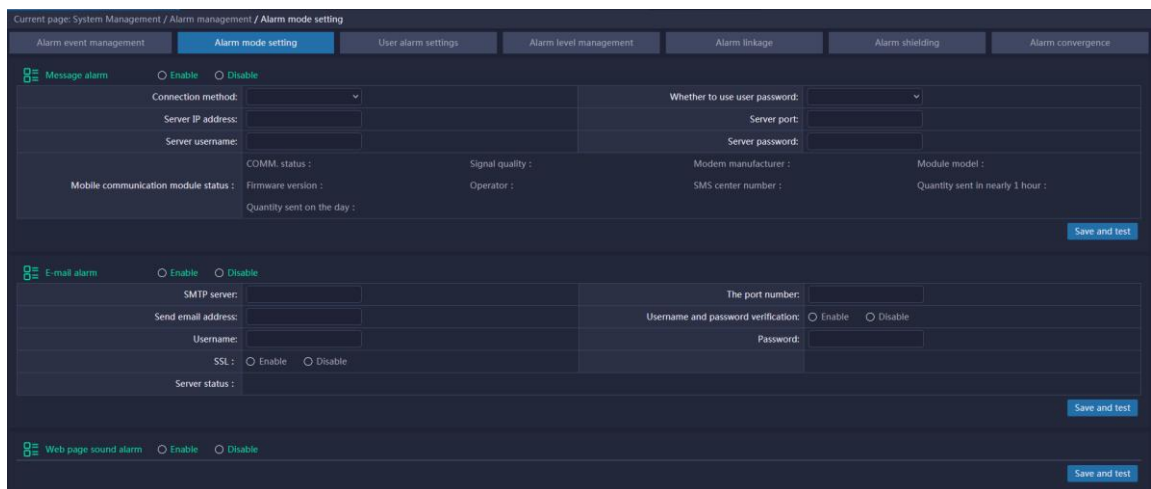 Current page: System Management / Alarm management / Alarm mode setting
Alarm event management Alarm mode setting User alarm settings Alarm level management Alarm linkage Alarm shielding Alarm convergence
Message alarm Enable Disable
Connection method: Whether to use user password:
Server IP address: Server port:
Server username: Server password:
COMM. status : Signal quality : Modem manufacturer : Module model :
Mobile communication module status : Firmware version : Operator : SMS center number : Quantity sent in nearly 1 hour :
Quantity sent on the day :
Save and test
E-mail alarm Enable Disable
SMTP server: The port number:
Send email address: Username and password verification: Enable Disable
Username: Password:
SSL : Enable Disable
Server status :
Save and test
Web page sound alarm Enable Disable
Save and test